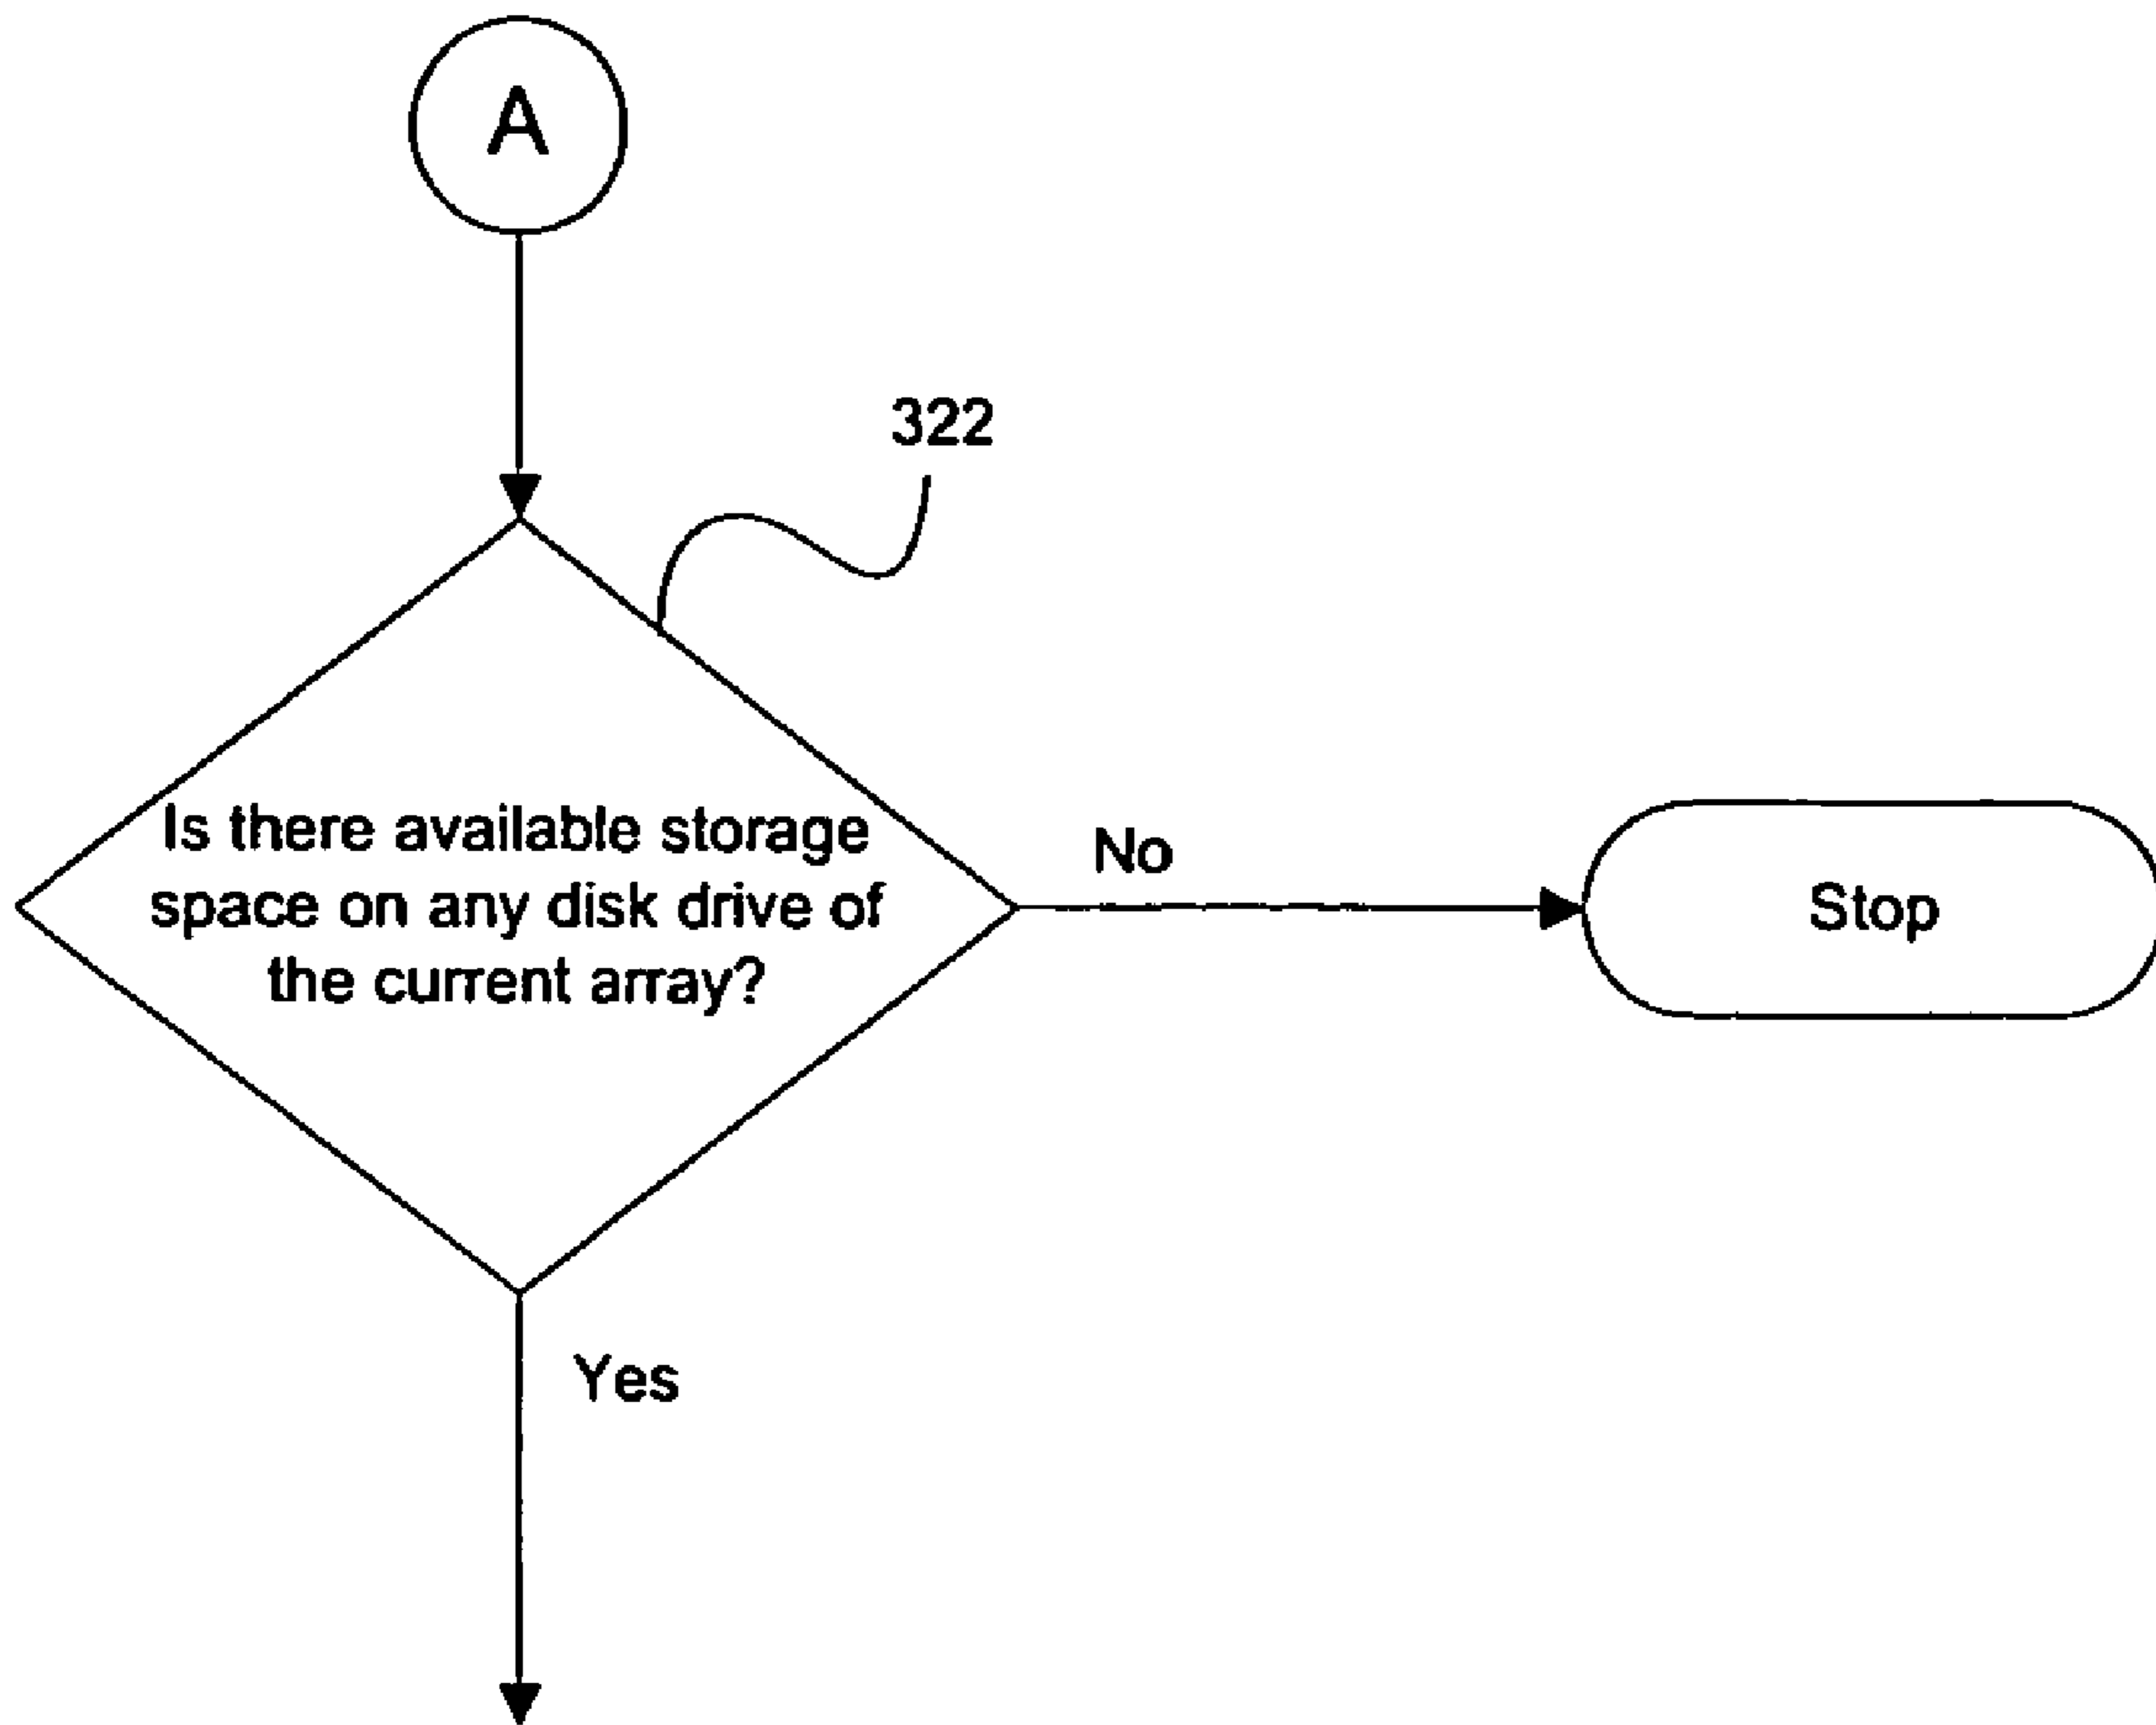 A
322
Is there available storage
space on any disk drive of
the current array?
No
Stop
Yes